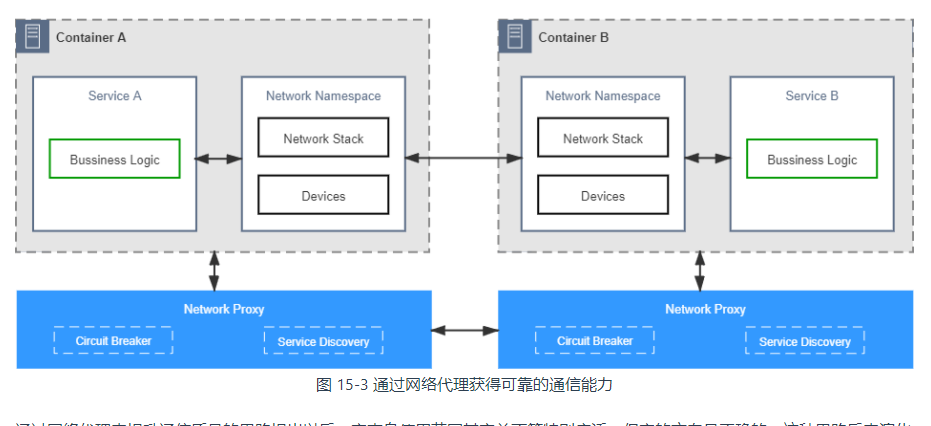 Container A
Container B
Service A
Network Namespace
Network Namespace
Service B
Bussiness Logic
Network Stack
Network Stack
Bussiness Logic
Devices
Devices
Network Proxy
Network Proxy
Circuit Breaker
Service Discovery
Circuit Breaker
Service Discovery
图 15-3 通过网络代理获得可靠的通信能力